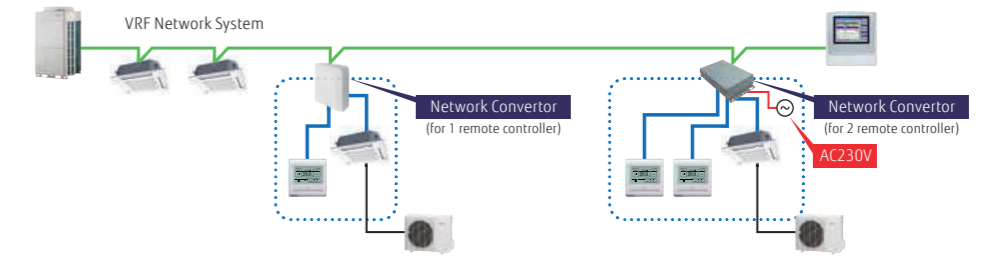 VRF Network System
Network Convertor
(for 1 remote controller)
Network Convertor
(for 2 remote controller)
AC230V